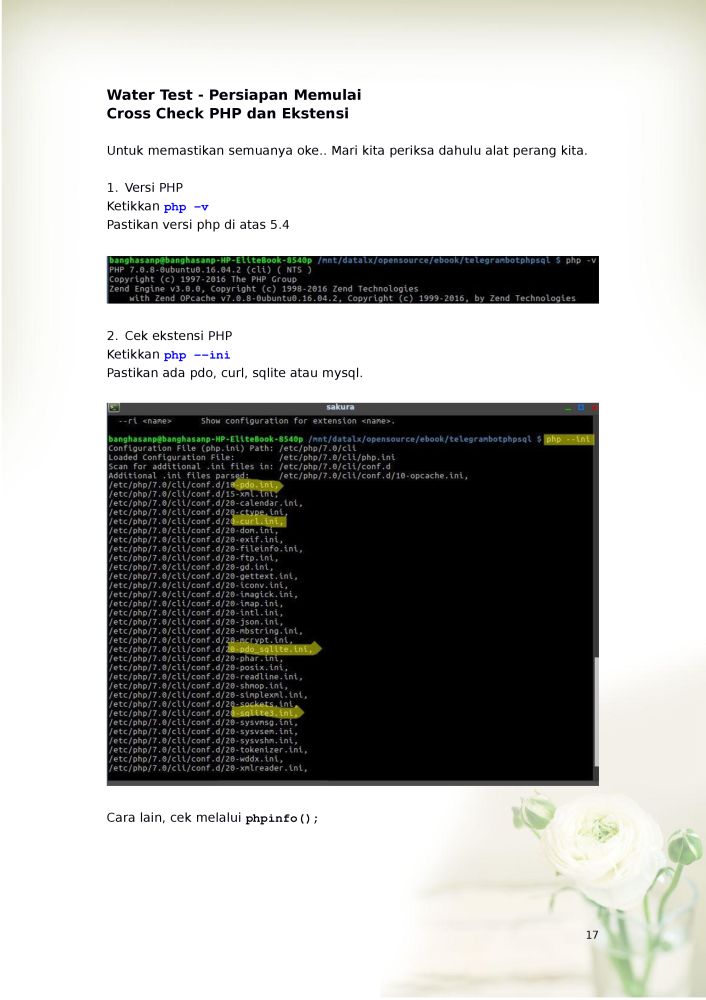 Water Test - Persiapan Memulai
Cross Check PHP dan Ekstensi
Untuk memastikan semuanya oke.. Mari kita periksa dahulu alat perang kita.
1. Versi PHP
Ketikkan php –v
Pastikan versi php di atas 5.4
banghasanp@banghasanp-HP-EliteBook-8540p /mnt/datalx/opensource/ebook/telegrambotphpsql $ php -v
PHP 7.0.8-0ubuntu0.16.04.2 (cli) ( NTS )
Copyright (c) 1997-2016 The PHP Group
Zend Engine v3.0.0, Copyright (c) 1998-2016 Zend Technologies
with Zend OPcache v7.0.8-0ubuntu0.16.04.2, Copyright (c) 1999-2016, by Zend Technologies
2. Cek ekstensi PHP
Ketikkan php ––ini
Pastikan ada pdo, curl, sqlite atau mysql.
sakura
--ri <name> Show configuration for extension <name>.
banghasanp@banghasanp-HP-EliteBook-8540p /mnt/datalx/opensource/ebook/telegrambotphpsql $ php --ini
Configuration File (php.ini) Path: /etc/php/7.0/cli
Loaded Configuration File: /etc/php/7.0/cli/php.ini
Scan for additional .ini files in: /etc/php/7.0/cli/conf.d
Additional .ini files parsed: /etc/php/7.0/cli/conf.d/10-opcache.ini,
/etc/php/7.0/cli/conf.d/10-pdo.ini,
/etc/php/7.0/cli/conf.d/15-xml.ini,
/etc/php/7.0/cli/conf.d/20-calendar.ini,
/etc/php/7.0/cli/conf.d/20-ctype.ini,
/etc/php/7.0/cli/conf.d/20-curl.ini,
/etc/php/7.0/cli/conf.d/20-dom.ini,
/etc/php/7.0/cli/conf.d/20-exif.ini,
/etc/php/7.0/cli/conf.d/20-fileinfo.ini,
/etc/php/7.0/cli/conf.d/20-ftp.ini,
/etc/php/7.0/cli/conf.d/20-gd.ini,
/etc/php/7.0/cli/conf.d/20-gettext.ini,
/etc/php/7.0/cli/conf.d/20-iconv.ini,
/etc/php/7.0/cli/conf.d/20-imagick.ini,
/etc/php/7.0/cli/conf.d/20-imap.ini,
/etc/php/7.0/cli/conf.d/20-intl.ini,
/etc/php/7.0/cli/conf.d/20-json.ini,
/etc/php/7.0/cli/conf.d/20-mbstring.ini,
/etc/php/7.0/cli/conf.d/20-mcrypt.ini,
/etc/php/7.0/cli/conf.d/20-pdo_sqlite.ini,
/etc/php/7.0/cli/conf.d/20-phar.ini,
/etc/php/7.0/cli/conf.d/20-posix.ini,
/etc/php/7.0/cli/conf.d/20-readline.ini,
/etc/php/7.0/cli/conf.d/20-shmop.ini,
/etc/php/7.0/cli/conf.d/20-simplexml.ini,
/etc/php/7.0/cli/conf.d/20-sockets.ini,
/etc/php/7.0/cli/conf.d/20-sqlite3.ini,
/etc/php/7.0/cli/conf.d/20-sysvmsg.ini,
/etc/php/7.0/cli/conf.d/20-sysvsem.ini,
/etc/php/7.0/cli/conf.d/20-sysvshm.ini,
/etc/php/7.0/cli/conf.d/20-tokenizer.ini,
/etc/php/7.0/cli/conf.d/20-wddx.ini,
/etc/php/7.0/cli/conf.d/20-xmlreader.ini,
Cara lain, cek melalui phpinfo();
17